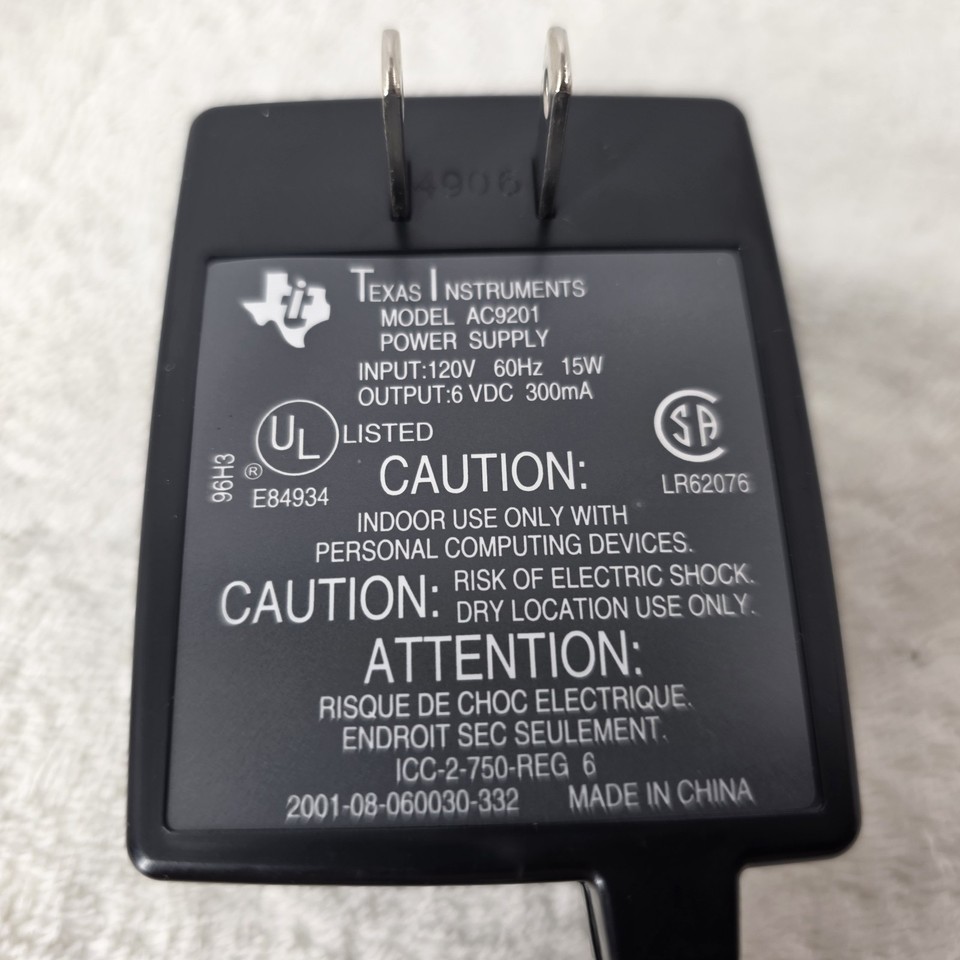 4906
ti
TEXAS INSTRUMENTS
MODEL AC9201
POWER SUPPLY
INPUT:120V 60Hz 15W
OUTPUT:6 VDC 300mA
UL LISTED
®
E84934
96H3
SA
LR62076
CAUTION:
INDOOR USE ONLY WITH
PERSONAL COMPUTING DEVICES.
CAUTION: RISK OF ELECTRIC SHOCK.
DRY LOCATION USE ONLY.
ATTENTION:
RISQUE DE CHOC ELECTRIQUE.
ENDROIT SEC SEULEMENT.
ICC-2-750-REG 6
2001-08-060030-332 MADE IN CHINA